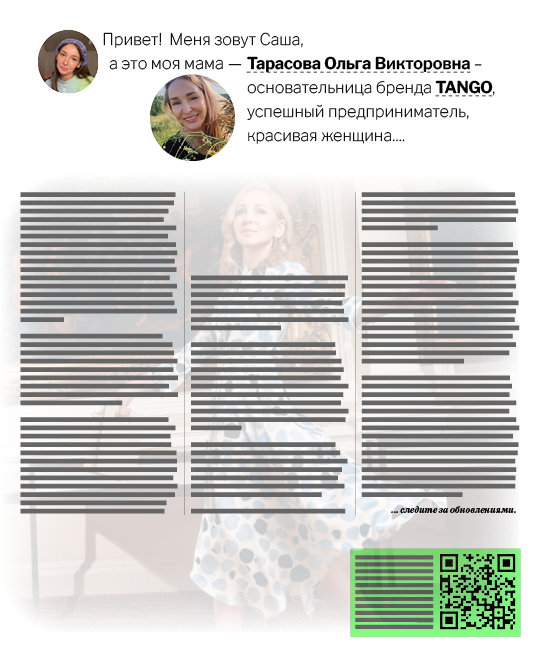 Привет! Меня зовут Саша,
а это моя мама — Тарасова Ольга Викторовна –
основательница бренда TANGO,
успешный предприниматель,
красивая женщина....
... следите за обновлениями.